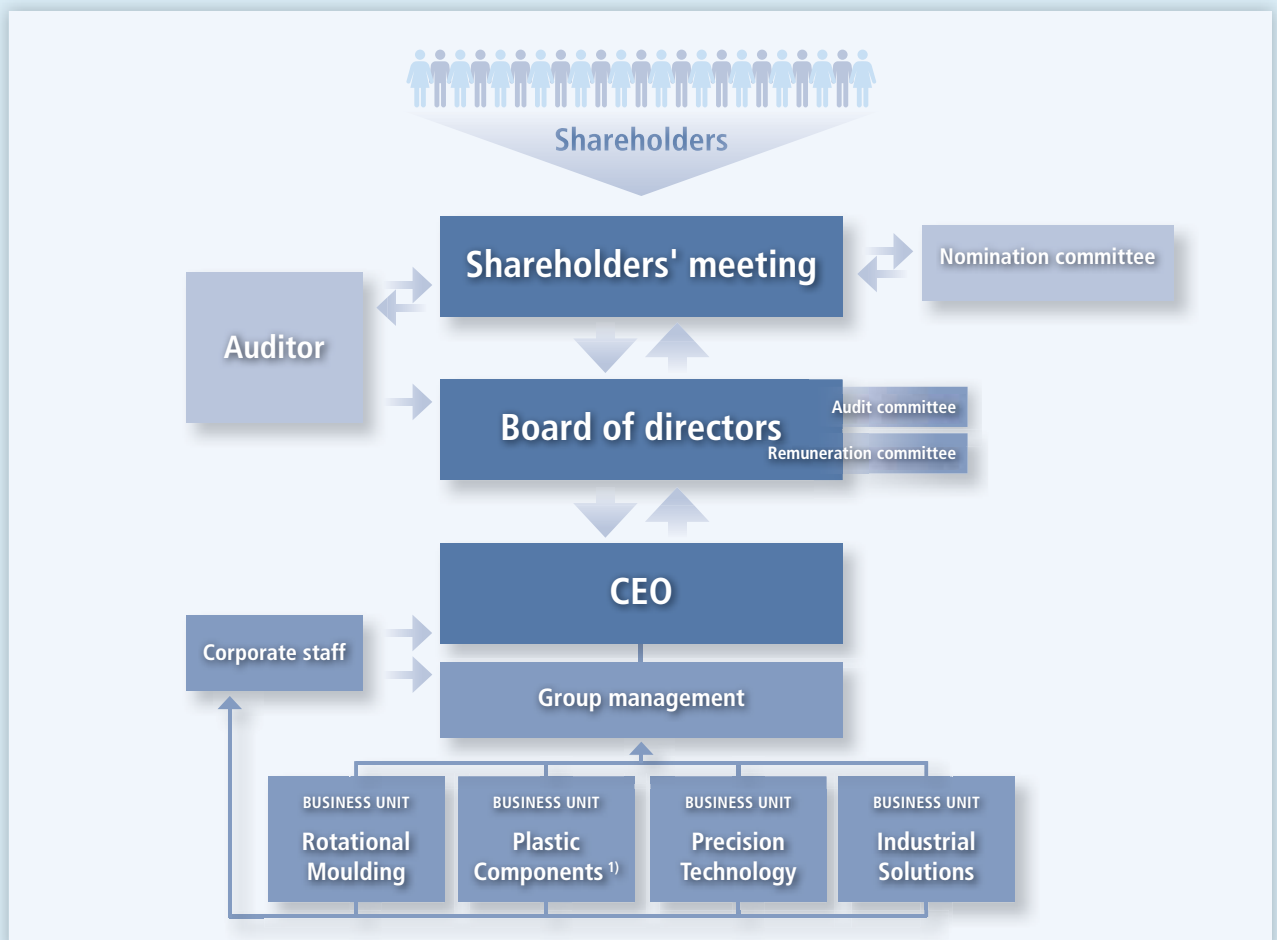 Shareholders
Shareholders' meeting
Nomination committee
Auditor
Board of directors
Audit committee
Remuneration committee
CEO
Corporate staff
Group management
BUSINESS UNIT
Rotational
Moulding
BUSINESS UNIT
Plastic
Components 1)
BUSINESS UNIT
Precision
Technology
BUSINESS UNIT
Industrial
Solutions